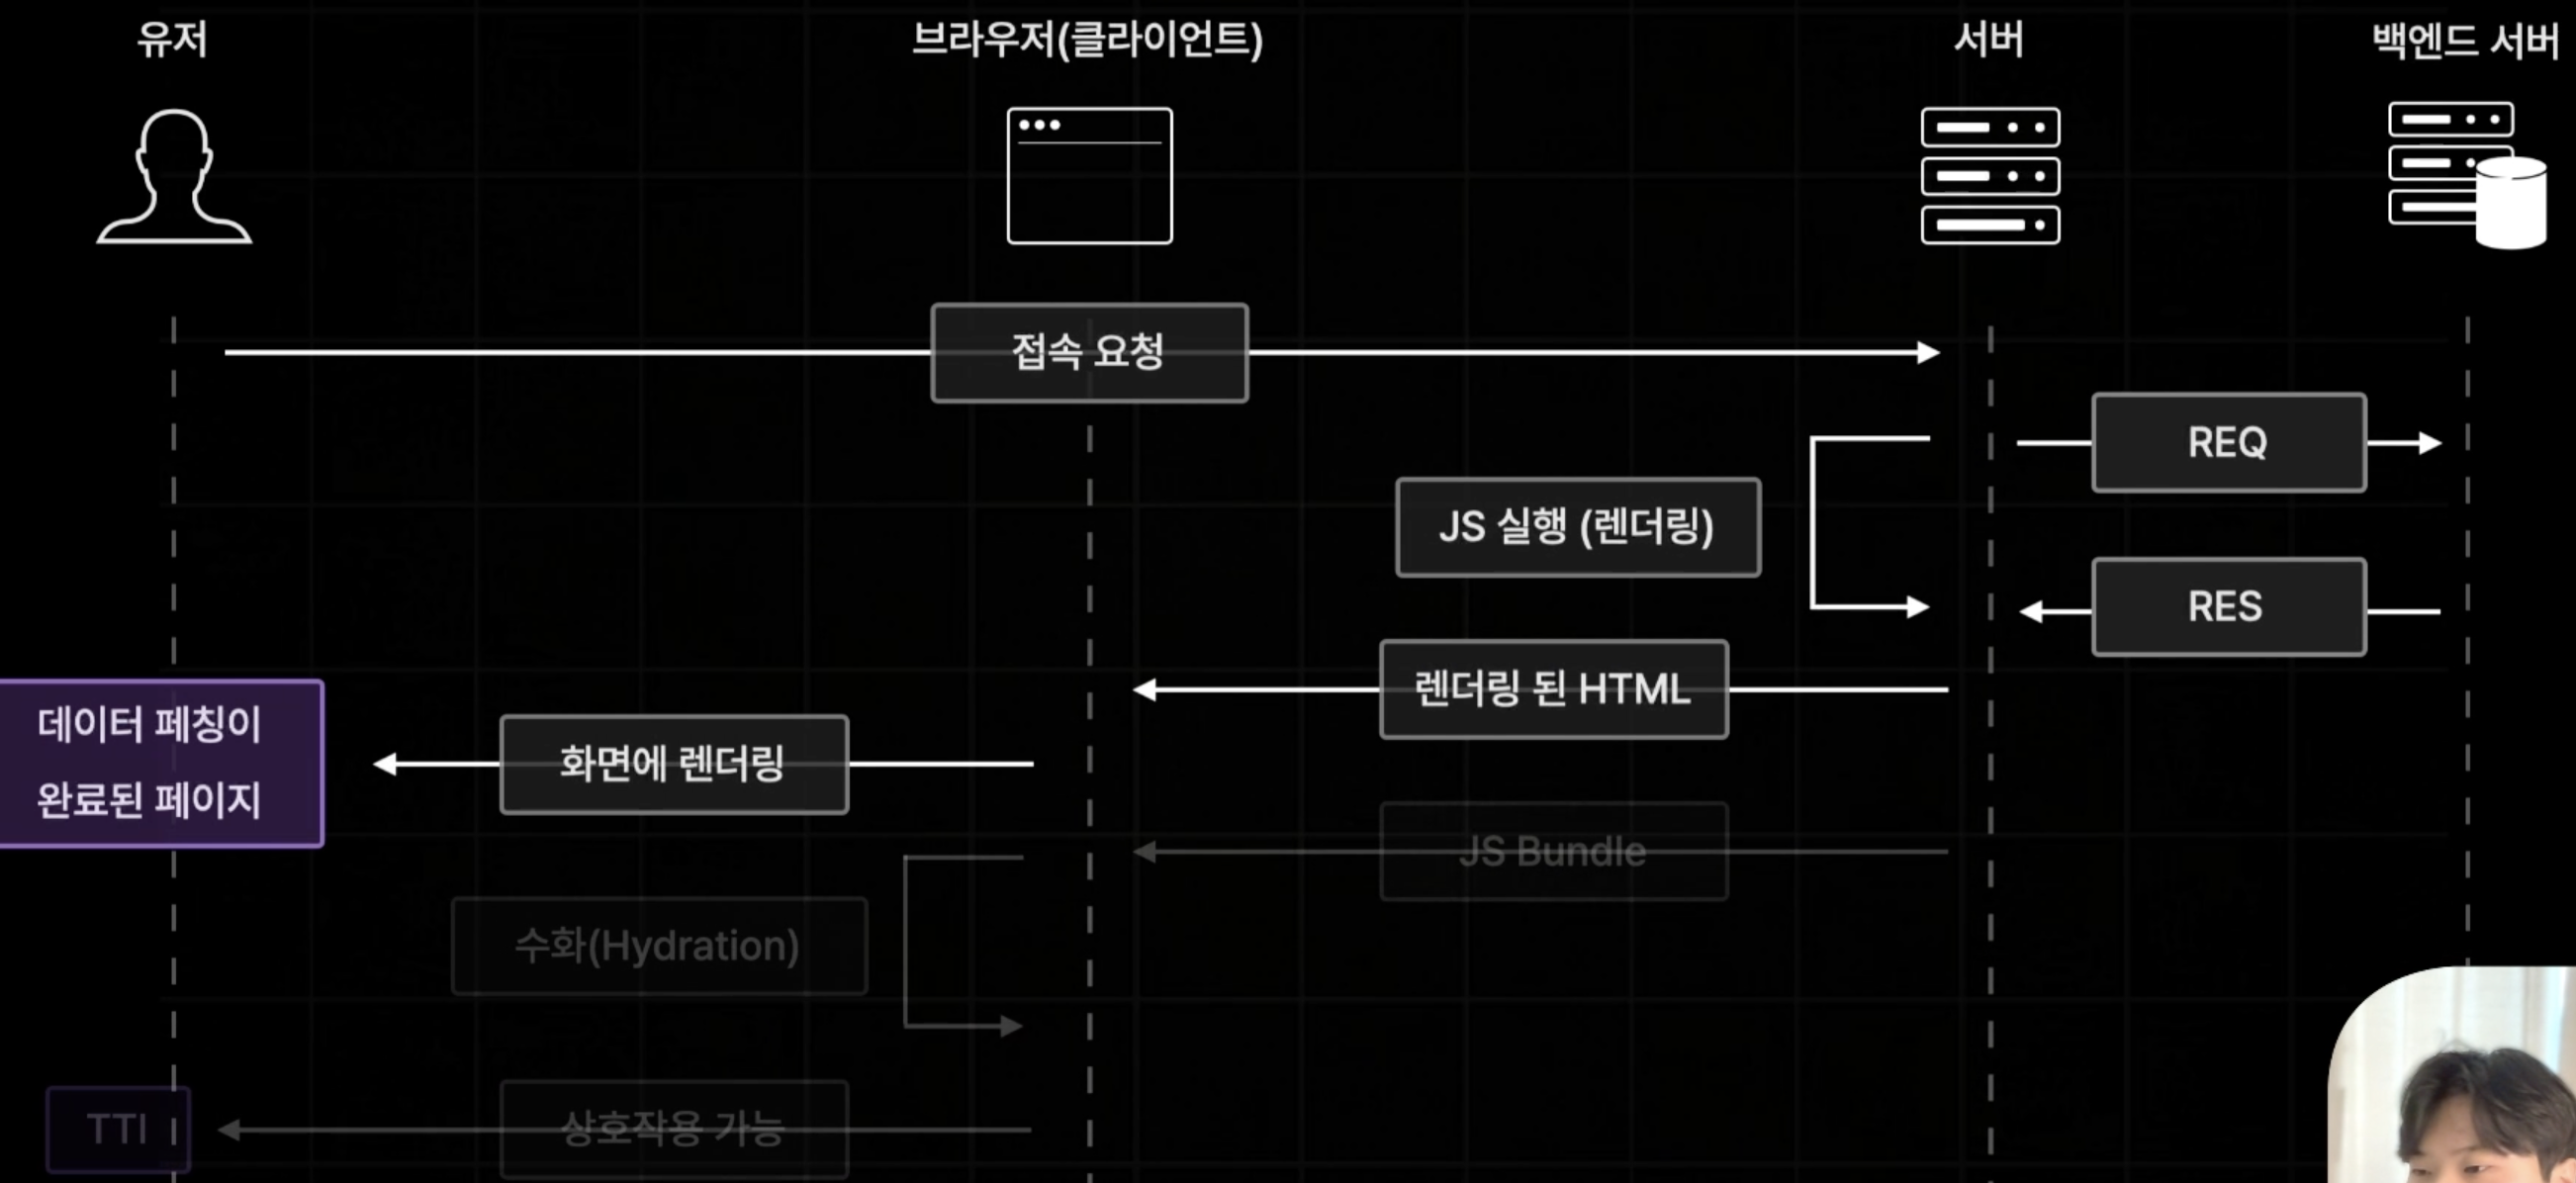 유저
브라우저(클라이언트)
서버
백엔드 서버
접속 요청
REQ
JS 실행 (렌더링)
RES
렌더링 된 HTML
데이터 페칭이
완료된 페이지
화면에 렌더링
JS Bundle
수화(Hydration)
상호작용 가능
TTI